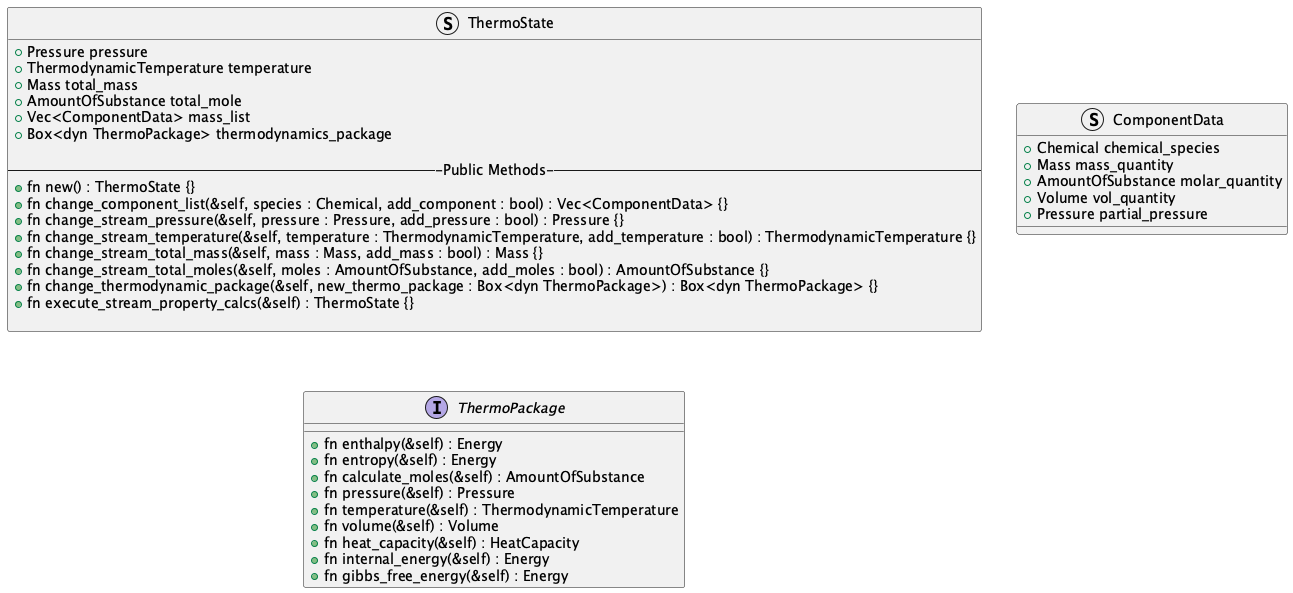 S ThermoState
Pressure pressure
ThermodynamicTemperature temperature
Mass total_mass
AmountOfSubstance total_mole
Vec<ComponentData> mass_list
Box<dyn ThermoPackage> thermodynamics_package
-Public Methods-
fn new() : ThermoState {}
fn change_component_list(&self, species : Chemical, add_component : bool) : Vec<ComponentData> {}
fn change_stream_pressure(&self, pressure : Pressure, add_pressure : bool) : Pressure {}
fn change_stream_temperature(&self, temperature : ThermodynamicTemperature, add_temperature : bool) : ThermodynamicTemperature {}
fn change_stream_total_mass(&self, mass : Mass, add_mass : bool) : Mass {}
fn change_stream_total_moles(&self, moles : AmountOfSubstance, add_moles : bool) : AmountOfSubstance {}
fn change_thermodynamic_package(&self, new_thermo_package : Box<dyn ThermoPackage>) : Box<dyn ThermoPackage> {}
fn execute_stream_property_calcs(&self) : ThermoState {}
S ComponentData
Chemical chemical_species
Mass mass_quantity
AmountOfSubstance molar_quantity
Volume vol_quantity
Pressure partial_pressure
I ThermoPackage
fn enthalpy(&self) : Energy
fn entropy(&self) : Energy
fn calculate_moles(&self) : AmountOfSubstance
fn pressure(&self) : Pressure
fn temperature(&self) : ThermodynamicTemperature
fn volume(&self) : Volume
fn heat_capacity(&self) : HeatCapacity
fn internal_energy(&self) : Energy
fn gibbs_free_energy(&self) : Energy